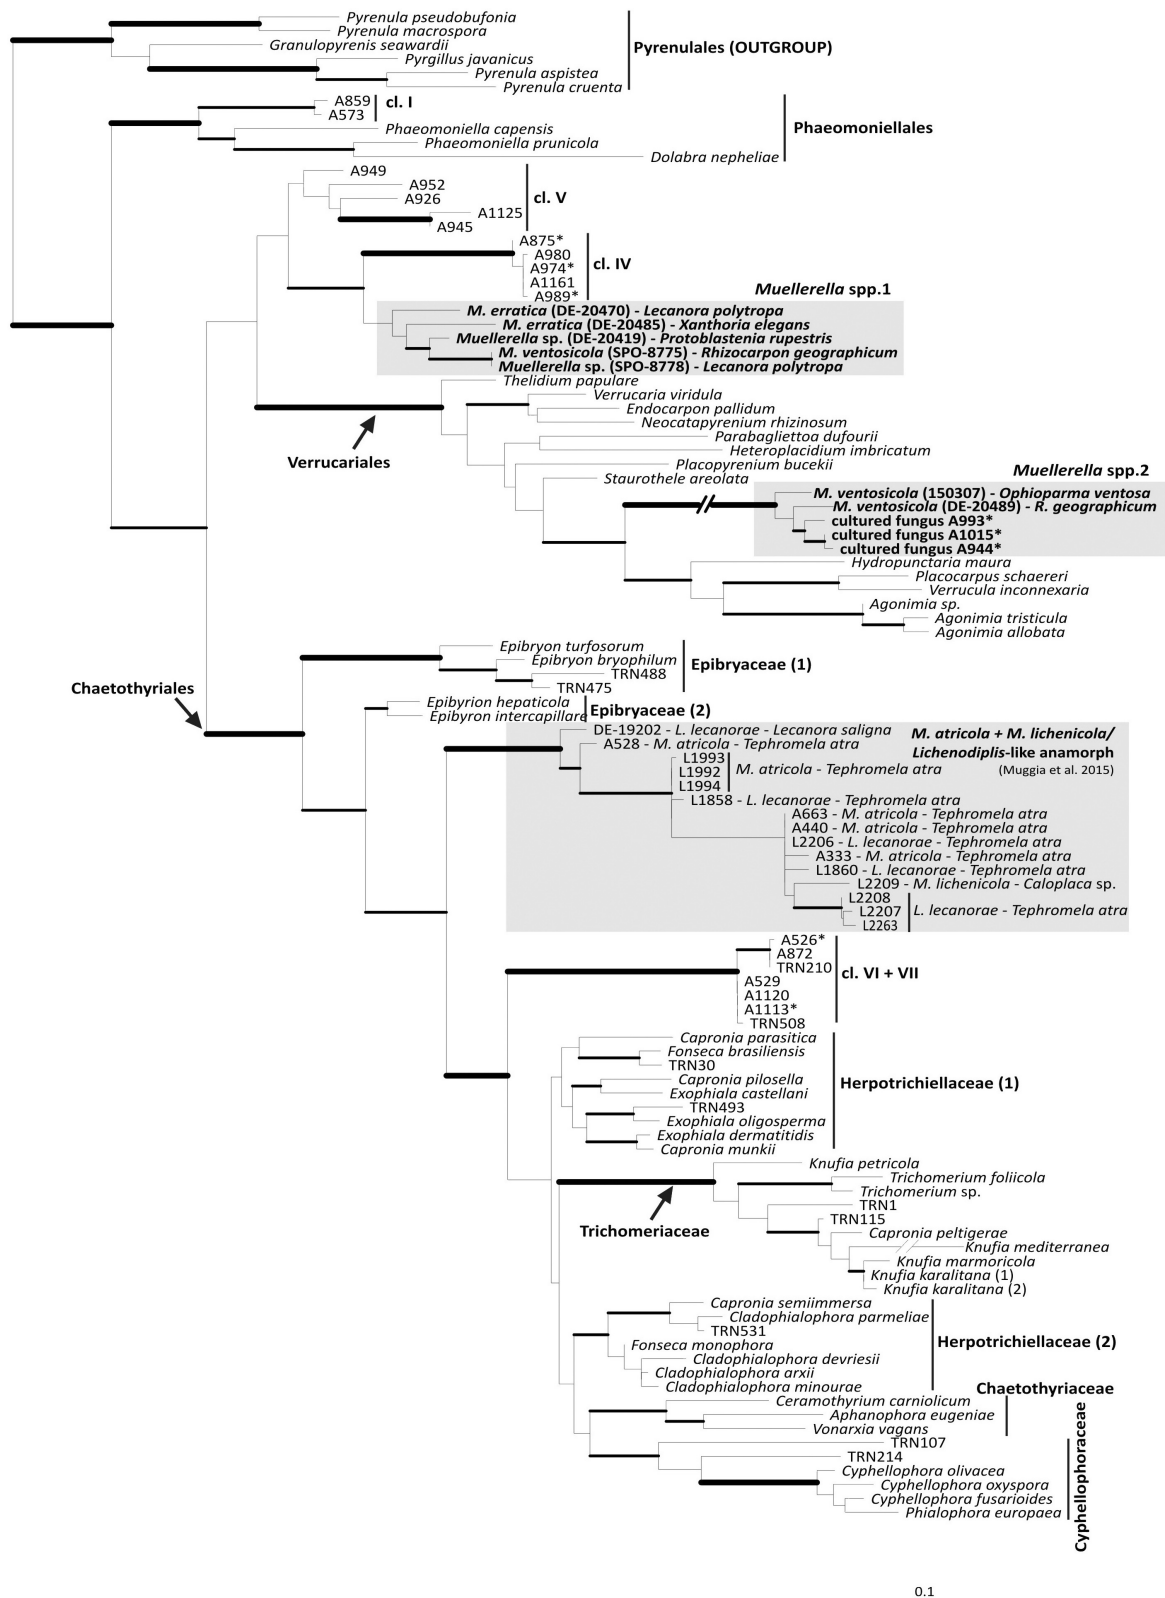 Pyrenula pseudobufonia
Pyrenula macrospora
Granulopyrenis seawardii
Pyrenulales (OUTGROUP)
Pyrgillus javanicus
Pyrenula aspistea
Pyrenula cruenta
A859
cl. I
A573
Phaeomoniellales
Phaeomoniella capensis
Phaeomoniella prunicola
Dolabra nepheliae
A949
A952
cl. V
A926
A1125
A945
A875*
A980
cl. IV
A974*
A1161
A989*
Muellerella spp.1
M. erratica (DE-20470) - Lecanora polytropa
M. erratica (DE-20485) - Xanthoria elegans
Muellerella sp. (DE-20419) - Protoblastenia rupestris
M. ventosicola (SPO-8775) - Rhizocarpon geographicum
Muellerella sp. (SPO-8778) - Lecanora polytropa
Thelidium papulare
Verrucaria viridula
Endocarpon pallidum
Neocatapyrenium rhizinosum
Verrucariales
Parabagliettoa dufourii
Heteroplacidium imbricatum
Placopyrenium bucekii
Staurothele areolata
Muellerella spp.2
M. ventosicola (150307) - Ophioparma ventosa
M. ventosicola (DE-20489) - R. geographicum
cultured fungus A993*
cultured fungus A1015*
cultured fungus A944*
Hydropunctaria maura
Placocarpus schaereri
Verrucula inconnexaria
Agonimia sp.
Agonimia tristicula
Agonimia allobata
Epibryon turfosorum
Epibryon bryophilum
Epibryaceae (1)
TRN488
TRN475
Chaetothyriales
Epibyrion hepaticola
Epibyron intercapillare
Epibryaceae (2)
DE-19202 - L. lecanorae - Lecanora saligna
M. atricola + M. lichenicola/
Lichenodiplis-like anamorph
(Muggia et al. 2015)
A528 - M. atricola - Tephromela atra
L1993
L1992
M. atricola - Tephromela atra
L1994
L1858 - L. lecanorae - Tephromela atra
A663 - M. atricola - Tephromela atra
A440 - M. atricola - Tephromela atra
L2206 - L. lecanorae - Tephromela atra
A333 - M. atricola - Tephromela atra
L1860 - L. lecanorae - Tephromela atra
L2209 - M. lichenicola - Caloplaca sp.
L2208
L2207
L. lecanorae - Tephromela atra
L2263
A526*
A872
TRN210
cl. VI + VII
A529
A1120
A1113*
TRN508
Capronia parasitica
Fonseca brasiliensis
TRN30
Capronia pilosella
Herpotrichiellaceae (1)
Exophiala castellani
TRN493
Exophiala oligosperma
Exophiala dermatitidis
Capronia munkii
Knufia petricola
Trichomerium foliicola
Trichomerium sp.
TRN1
TRN115
Trichomeriaceae
Capronia peltigerae
Knufia mediterranea
Knufia marmoricola
Knufia karalitana (1)
Knufia karalitana (2)
Capronia semiimmersa
Cladophialophora parmeliae
TRN531
Fonseca monophora
Herpotrichiellaceae (2)
Cladophialophora devriesii
Cladophialophora arxii
Cladophialophora minourae
Chaetothyriaceae
Ceramothyrium carniolicum
Aphanophora eugeniae
Vonarxia vagans
TRN107
TRN214
Cyphellophora olivacea
Cyphellophora oxyspora
Cyphellophora fusarioides
Phialophora europaea
Cyphellophoraceae
0.1